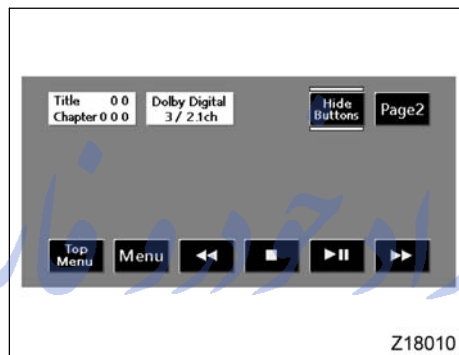 Title 0 0
Chapter 0 0 0
Dolby Digital
3 / 2.1ch
Hide
Buttons
Page2
Top
Menu
Menu
Z18010